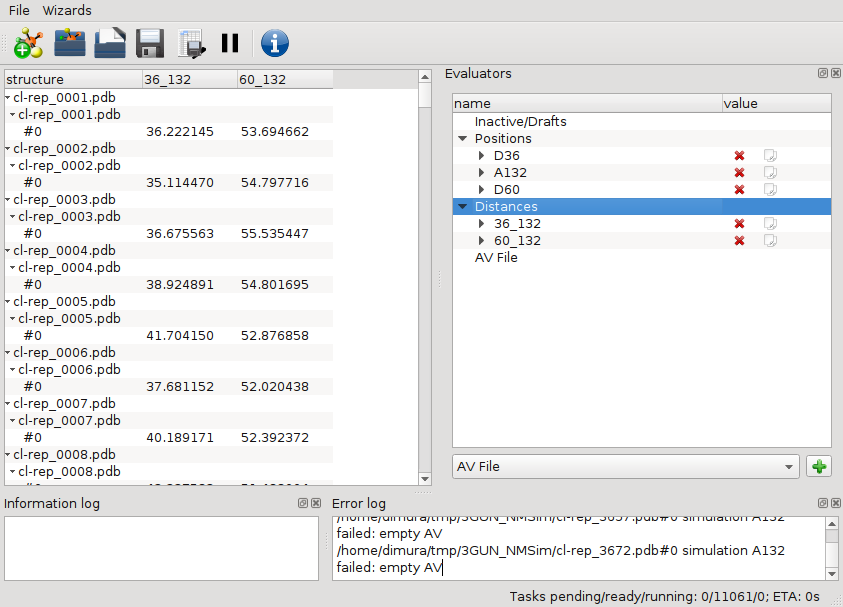 File Wizards
structure 36_132 60_132
cl-rep_0001.pdb
cl-rep_0001.pdb
#0 36.222145 53.694662
cl-rep_0002.pdb
cl-rep_0002.pdb
#0 35.114470 54.797716
cl-rep_0003.pdb
cl-rep_0003.pdb
#0 36.675563 55.535447
cl-rep_0004.pdb
cl-rep_0004.pdb
#0 38.924891 54.801695
cl-rep_0005.pdb
cl-rep_0005.pdb
#0 41.704150 52.876858
cl-rep_0006.pdb
cl-rep_0006.pdb
#0 37.681152 52.020438
cl-rep_0007.pdb
cl-rep_0007.pdb
#0 40.189171 52.392372
cl-rep_0008.pdb
cl-rep_0008.pdb
Evaluators
name value
Inactive/Drafts
Positions
D36
A132
D60
Distances
36_132
60_132
AV File
AV File
Information log
Error log
/home/dimura/tmp/3GUN_NMSim/cl-rep_3657.pdb#0 simulation A132
failed: empty AV
/home/dimura/tmp/3GUN_NMSim/cl-rep_3672.pdb#0 simulation A132
failed: empty AV
Tasks pending/ready/running: 0/11061/0; ETA: 0s